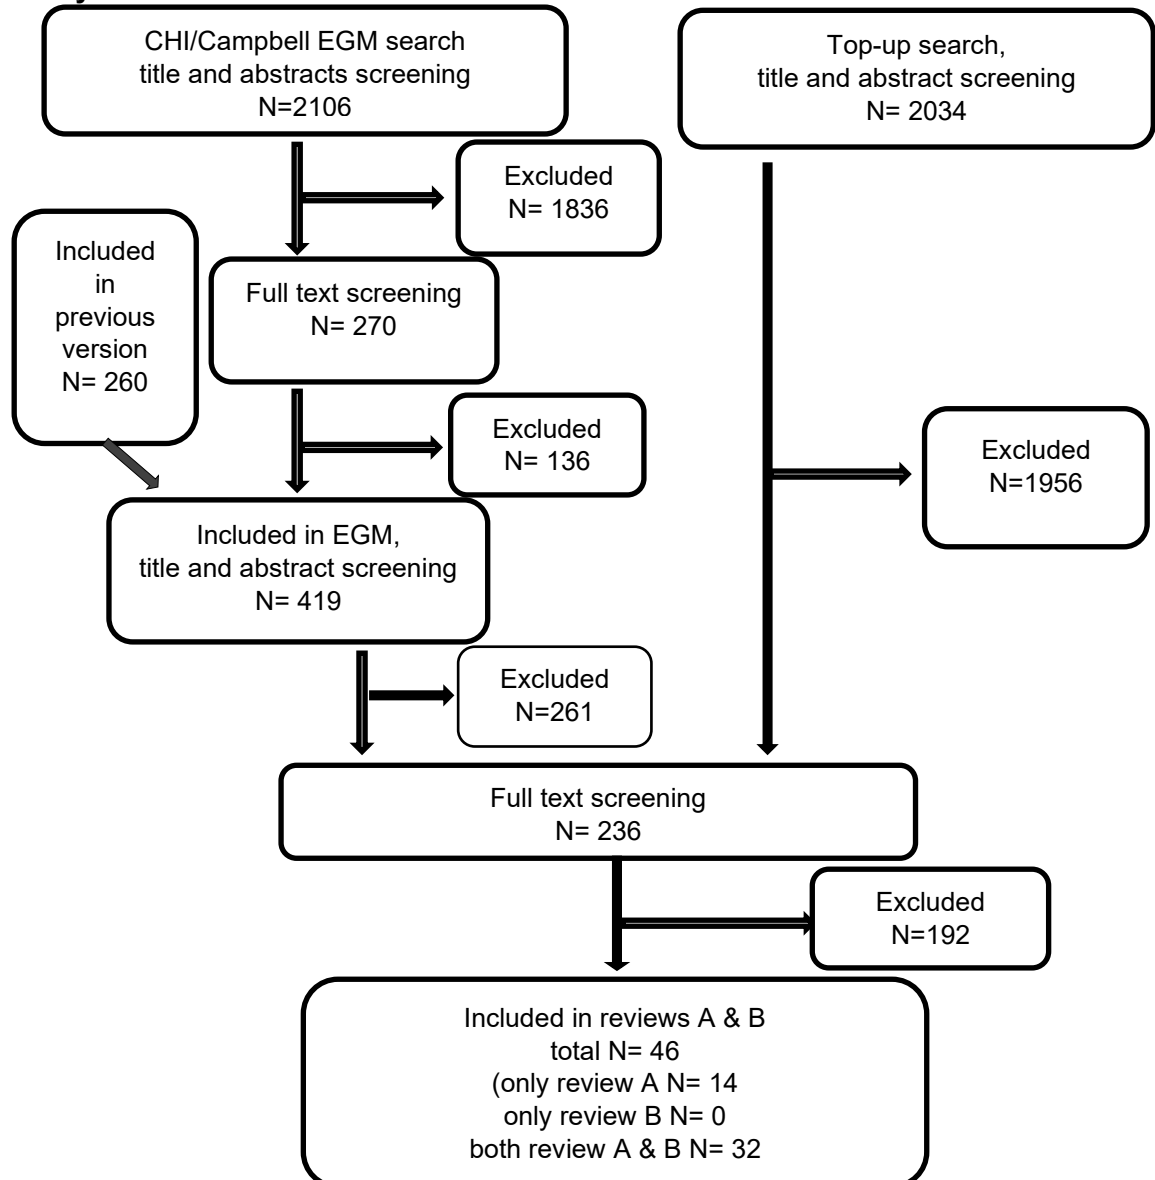 CHI/Campbell EGM search
title and abstracts screening
N=2106
Top-up search,
title and abstract screening
N= 2034
Excluded
N= 1836
Included
in
previous
version
N= 260
Full text screening
N= 270
Excluded
N= 136
Excluded
N=1956
Included in EGM,
title and abstract screening
N= 419
Excluded
N=261
Full text screening
N= 236
Excluded
N=192
Included in reviews A & B
total N= 46
(only review A N= 14
only review B N= 0
both review A & B N= 32